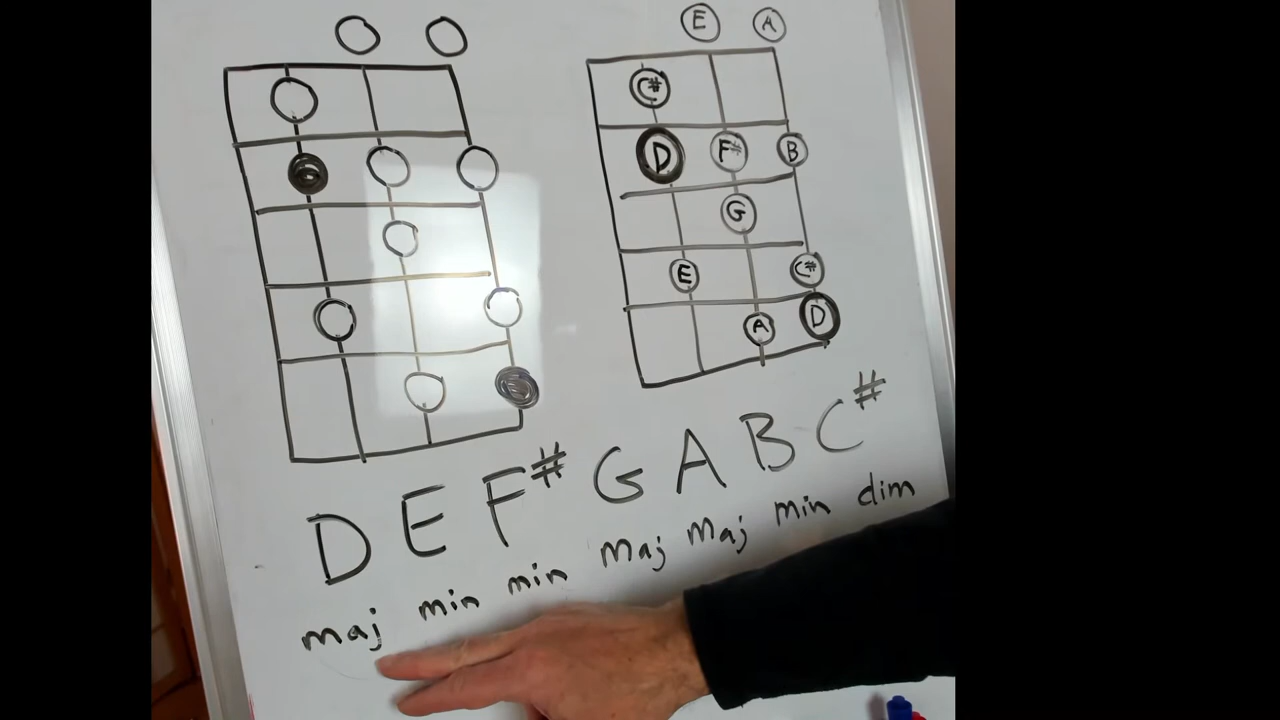 E A
C#
D F# B
G
E C#
A D
D E F# G A B C#
maj min min maj maj min dim